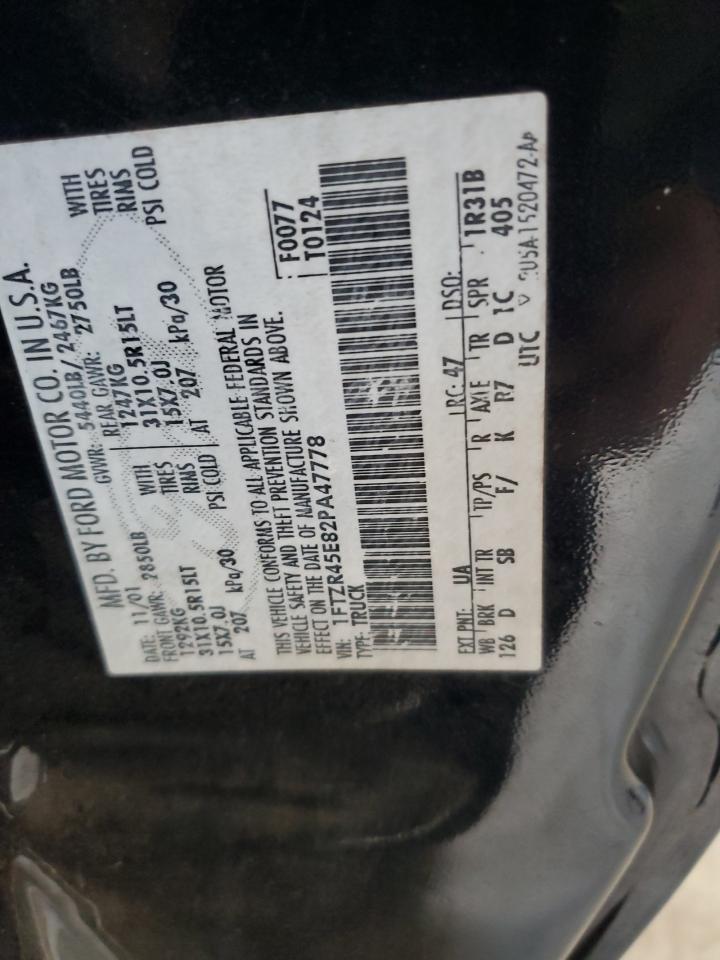 MFD. BY FORD MOTOR CO. IN U.S.A.
DATE: 11/01 GVWR: 5440LB/ 2467KG
FRONT GAWR: 2850LB REAR GAWR: 2750LB
1292KG WITH 1247KG WITH
31X10.5R15LT TIRES 31X10.5R15LT TIRES
15X7.0J RIMS 15X7.0J RIMS
AT 207 kPa/30 PSI COLD AT 207 kPa/30 PSI COLD
THIS VEHICLE CONFORMS TO ALL APPLICABLE FEDERAL MOTOR
VEHICLE SAFETY AND THEFT PREVENTION STANDARDS IN
EFFECT ON THE DATE OF MANUFACTURE SHOWN ABOVE.
VIN: 1FTZR45E82PA47778 F0077
TYPE: TRUCK T0124
EXT PNT: UA RC: 47 DSO:
WB BRK INT TR TP/PS R AXLE TR SPR 1R31B
126 D SB F/ K R7 D 1C 405
UTC